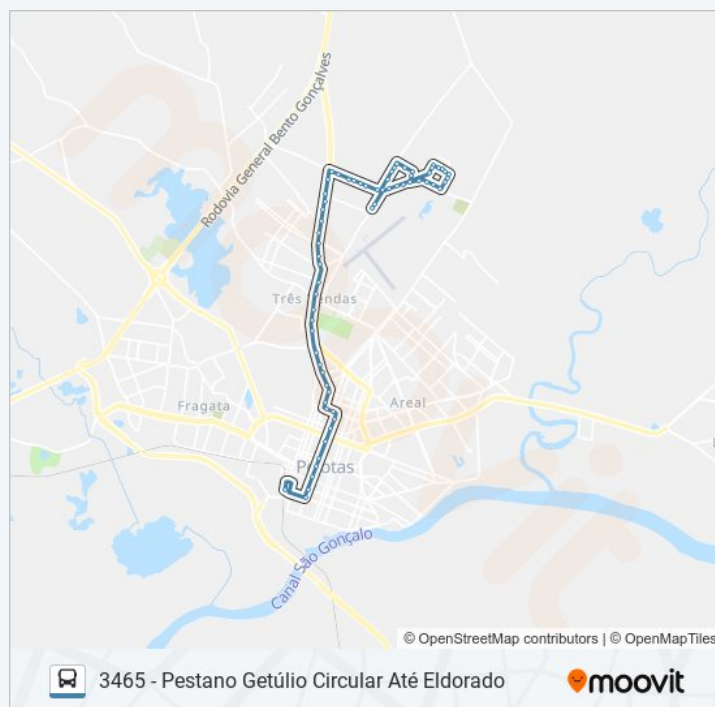 Rodovia General Bento Gonçalves
Três Vendas
Fragata
Areal
Pelotas
Canal São Gonçalo
© OpenStreetMap contributors | © OpenMapTiles
3465 - Pestano Getúlio Circular Até Eldorado
moovit